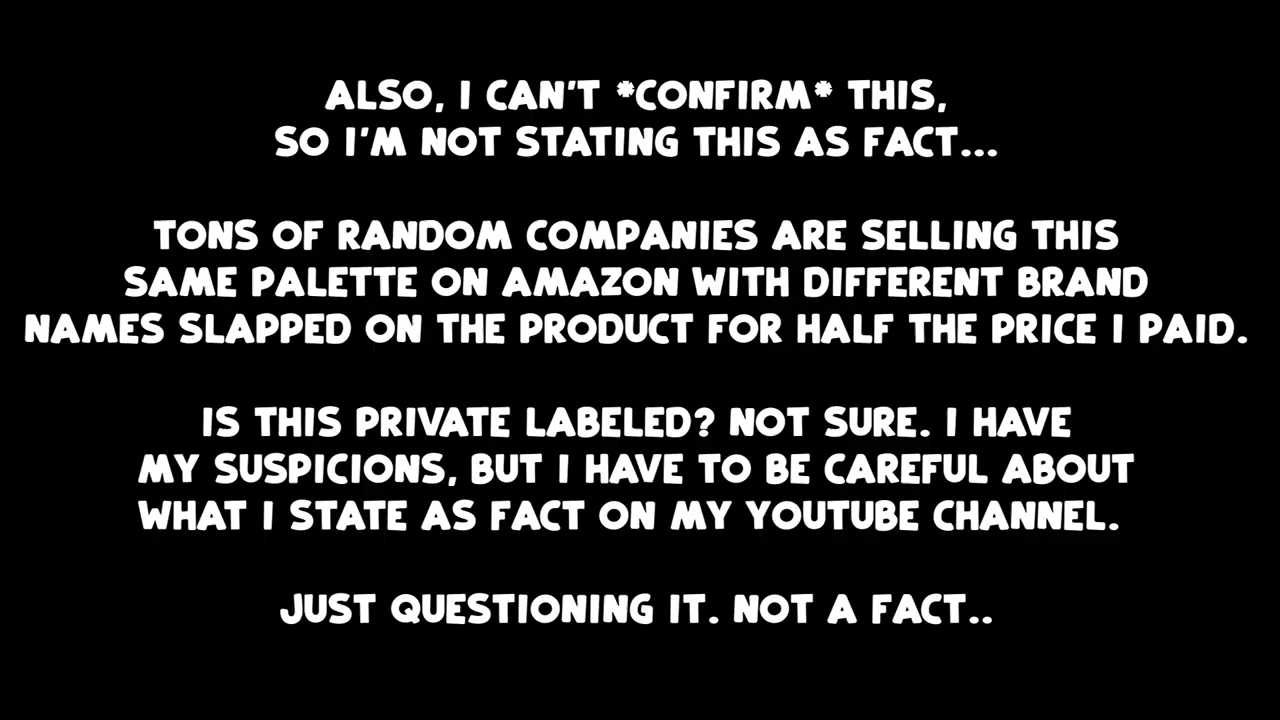 ALSO, I CAN'T *CONFIRM* THIS,
SO I'M NOT STATING THIS AS FACT...
TONS OF RANDOM COMPANIES ARE SELLING THIS
SAME PALETTE ON AMAZON WITH DIFFERENT BRAND
NAMES SLAPPED ON THE PRODUCT FOR HALF THE PRICE I PAID.
IS THIS PRIVATE LABELED? NOT SURE. I HAVE
MY SUSPICIONS, BUT I HAVE TO BE CAREFUL ABOUT
WHAT I STATE AS FACT ON MY YOUTUBE CHANNEL.
JUST QUESTIONING IT. NOT A FACT..